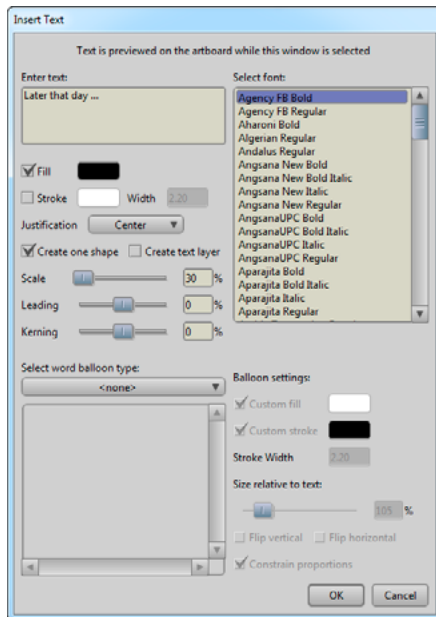 Insert Text
Text is previewed on the artboard while this window is selected
Enter text:
Later that day ...
Fill
Stroke Width 2.20
Justification Center
Create one shape Create text layer
Scale 30 %
Leading 0 %
Kerning 0 %
Select font:
Agency FB Bold
Agency FB Regular
Aharoni Bold
Algerian Regular
Andalus Regular
Angsana New Bold
Angsana New Bold Italic
Angsana New Italic
Angsana New Regular
AngsanaUPC Bold
AngsanaUPC Bold Italic
AngsanaUPC Italic
AngsanaUPC Regular
Aparajita Bold
Aparajita Bold Italic
Aparajita Italic
Aparajita Regular
Select word balloon type:
<none>
Balloon settings:
Custom fill
Custom stroke
Stroke Width 2.20
Size relative to text:
105 %
Flip vertical Flip horizontal
Constrain proportions
OK Cancel